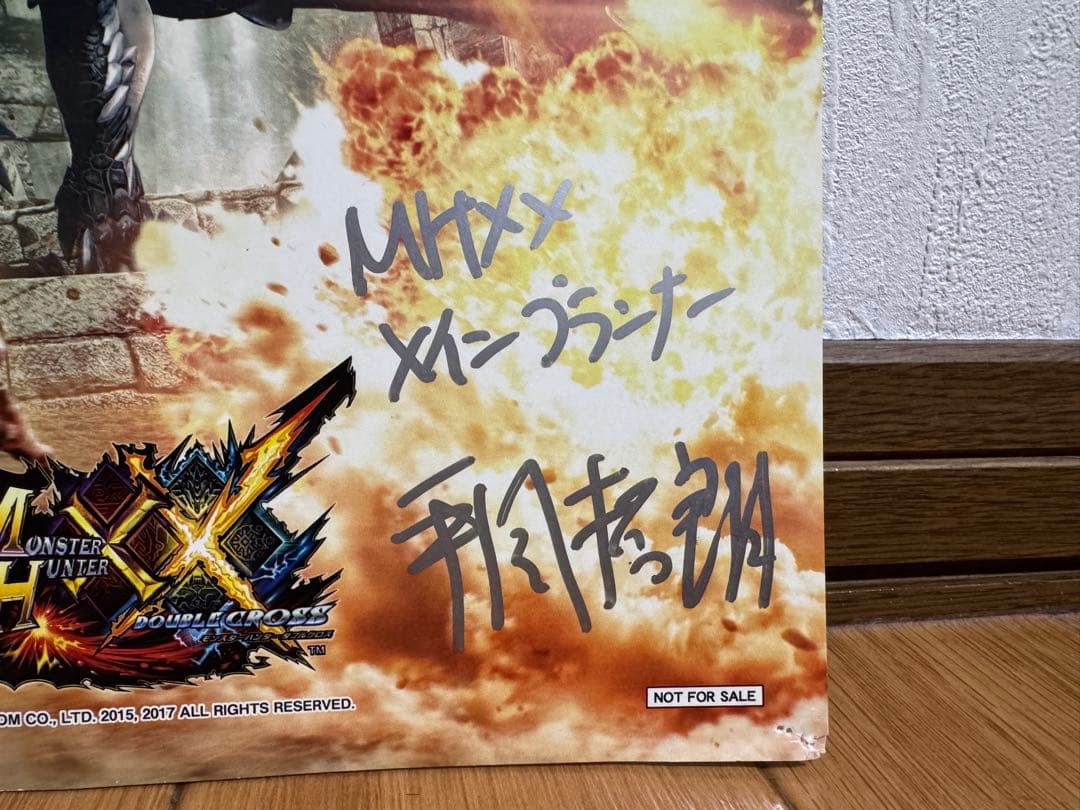 MHXX
メインプランナー
MONSTER
HUNTER
XX
DOUBLE CROSS
モンスターハンターダブルクロス
TM
OM CO., LTD. 2015, 2017 ALL RIGHTS RESERVED.
NOT FOR SALE